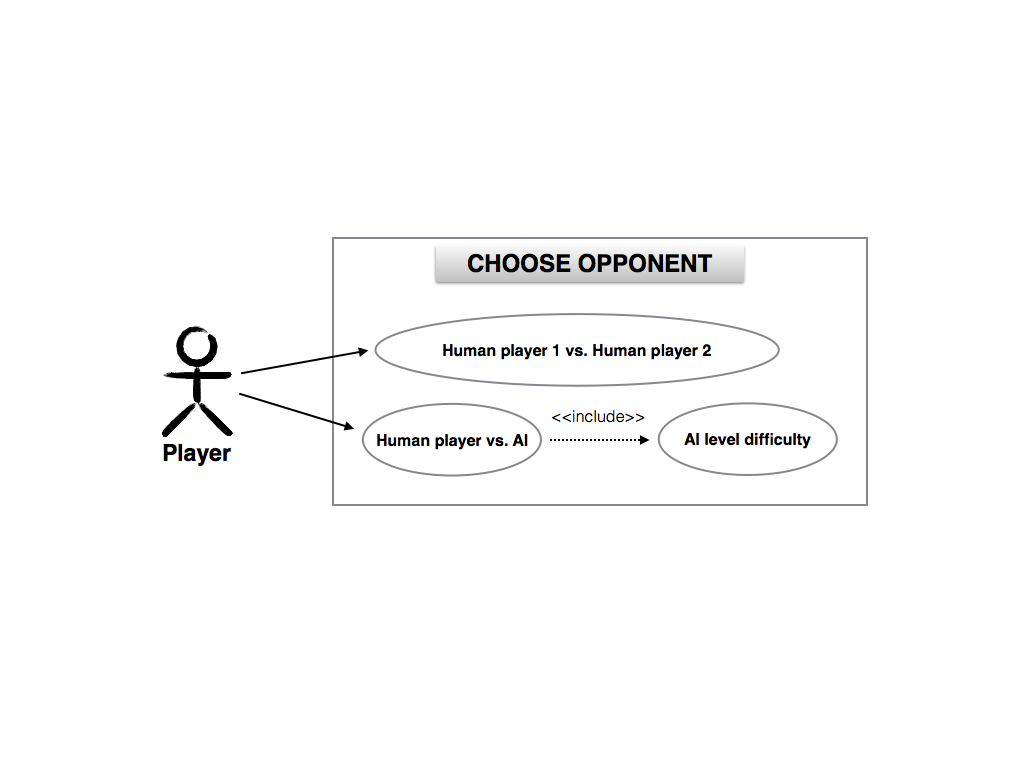 CHOOSE OPPONENT
Human player 1 vs. Human player 2
<<include>>
Human player vs. AI
AI level difficulty
Player